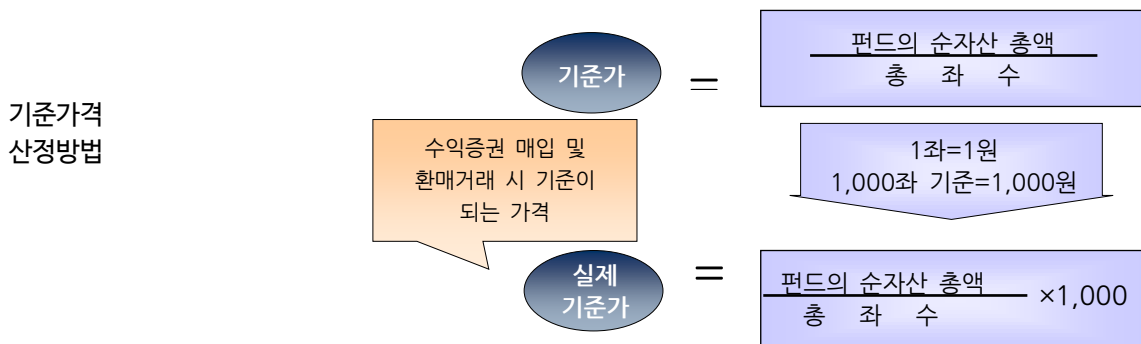 기준가격
산정방법
기준가
=
펀드의 순자산 총액
총 좌 수
수익증권 매입 및
환매거래 시 기준이
되는 가격
1좌=1원
1,000좌 기준=1,000원
실제
기준가
=
펀드의 순자산 총액
총 좌 수
×1,000